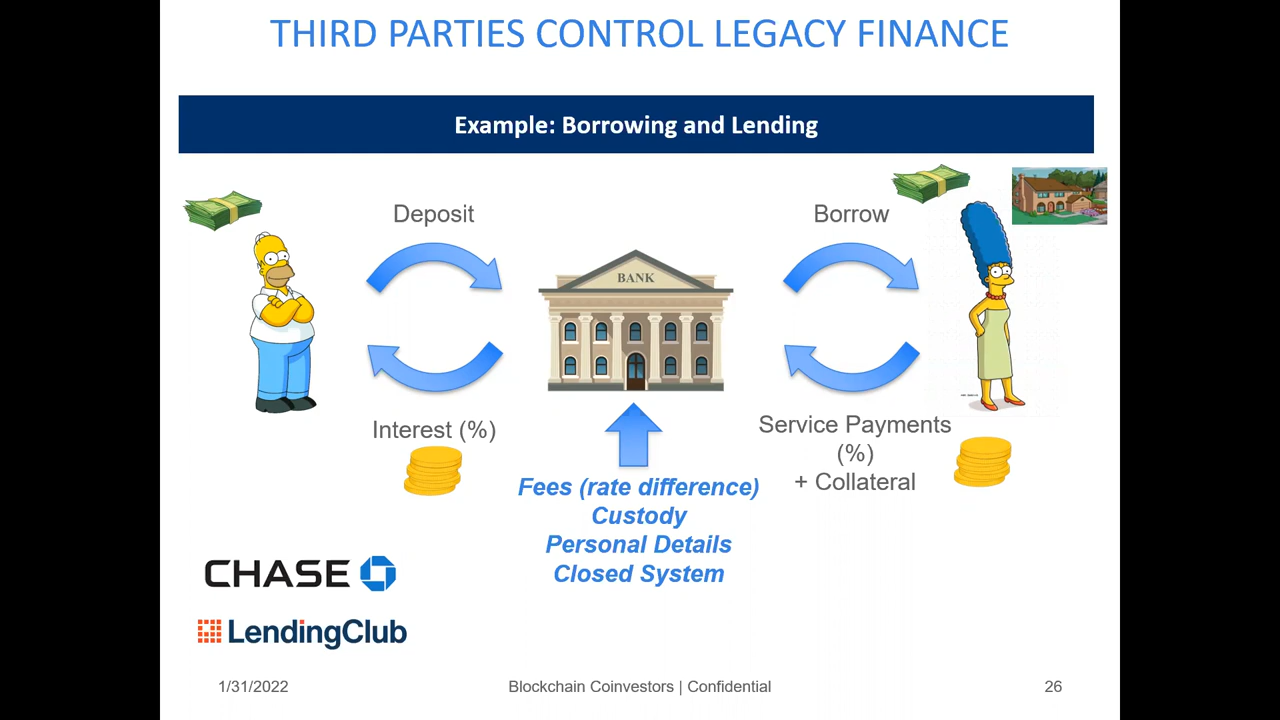 THIRD PARTIES CONTROL LEGACY FINANCE
Example: Borrowing and Lending
Deposit
Borrow
BANK
Interest (%)
Service Payments
(%)
+ Collateral
Fees (rate difference)
Custody
Personal Details
Closed System
CHASE
LendingClub
1/31/2022
Blockchain Coinvestors | Confidential
26